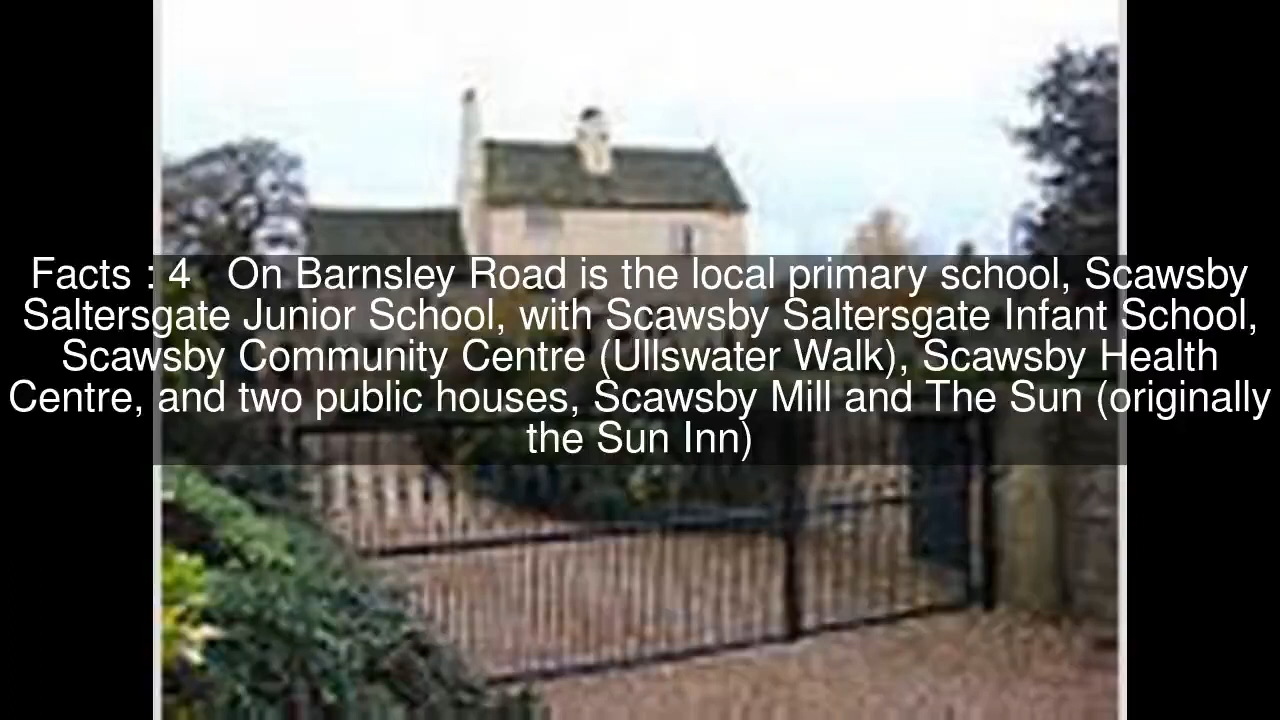 Facts : 4 On Barnsley Road is the local primary school, Scawsby
Saltersgate Junior School, with Scawsby Saltersgate Infant School,
Scawsby Community Centre (Ullswater Walk), Scawsby Health
Centre, and two public houses, Scawsby Mill and The Sun (originally
the Sun Inn)